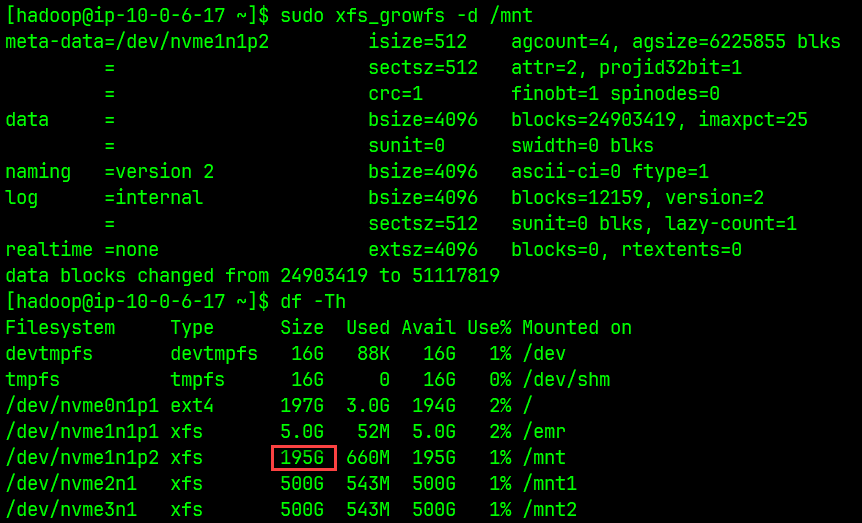 [hadoop@ip-10-0-6-17 ~]$ sudo xfs_growfs -d /mnt
meta-data=/dev/nvme1n1p2         isize=512    agcount=4, agsize=6225855 blks
         =                       sectsz=512   attr=2, projid32bit=1
         =                       crc=1        finobt=1 spinodes=0
data     =                       bsize=4096   blocks=24903419, imaxpct=25
         =                       sunit=0      swidth=0 blks
naming   =version 2              bsize=4096   ascii-ci=0 ftype=1
log      =internal               bsize=4096   blocks=12159, version=2
         =                       sectsz=512   sunit=0 blks, lazy-count=1
realtime =none                   extsz=4096   blocks=0, rtextents=0
data blocks changed from 24903419 to 51117819
[hadoop@ip-10-0-6-17 ~]$ df -Th
Filesystem     Type      Size  Used Avail Use% Mounted on
devtmpfs       devtmpfs   16G   88K   16G   1% /dev
tmpfs          tmpfs      16G     0   16G   0% /dev/shm
/dev/nvme0n1p1 ext4      197G  3.0G  194G   2% /
/dev/nvme1n1p1 xfs       5.0G   52M  5.0G   2% /emr
/dev/nvme1n1p2 xfs       195G  660M  195G   1% /mnt
/dev/nvme2n1   xfs       500G  543M  500G   1% /mnt1
/dev/nvme3n1   xfs       500G  543M  500G   1% /mnt2